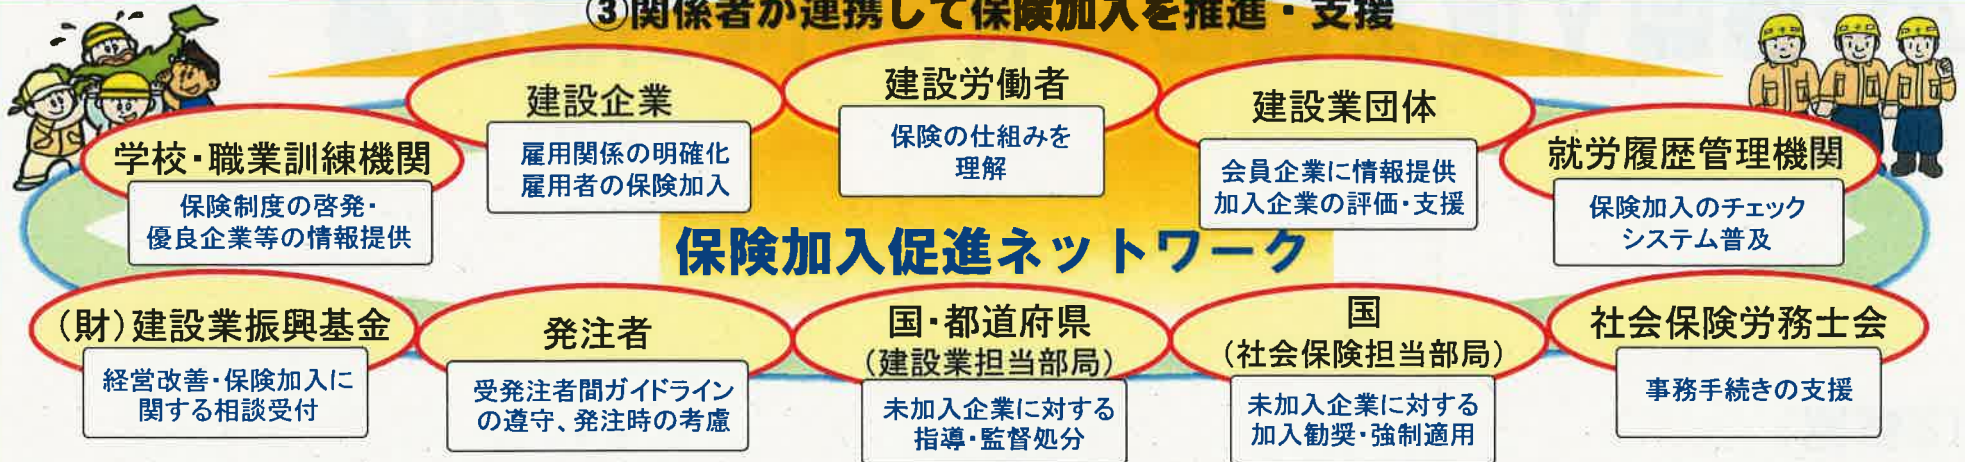 ③関係者が連携して保険加入を推進・支援
学校・職業訓練機関
保険制度の啓発・
優良企業等の情報提供
建設企業
雇用関係の明確化
雇用者の保険加入
建設労働者
保険の仕組みを
理解
建設業団体
会員企業に情報提供
加入企業の評価・支援
就労履歴管理機関
保険加入のチェック
システム普及
保険加入促進ネットワーク
(財)建設業振興基金
経営改善・保険加入に
関する相談受付
発注者
受発注者間ガイドライン
の遵守、発注時の考慮
国・都道府県
(建設業担当部局)
未加入企業に対する
指導・監督処分
国
(社会保険担当部局)
未加入企業に対する
加入勧奨・強制適用
社会保険労務士会
事務手続きの支援